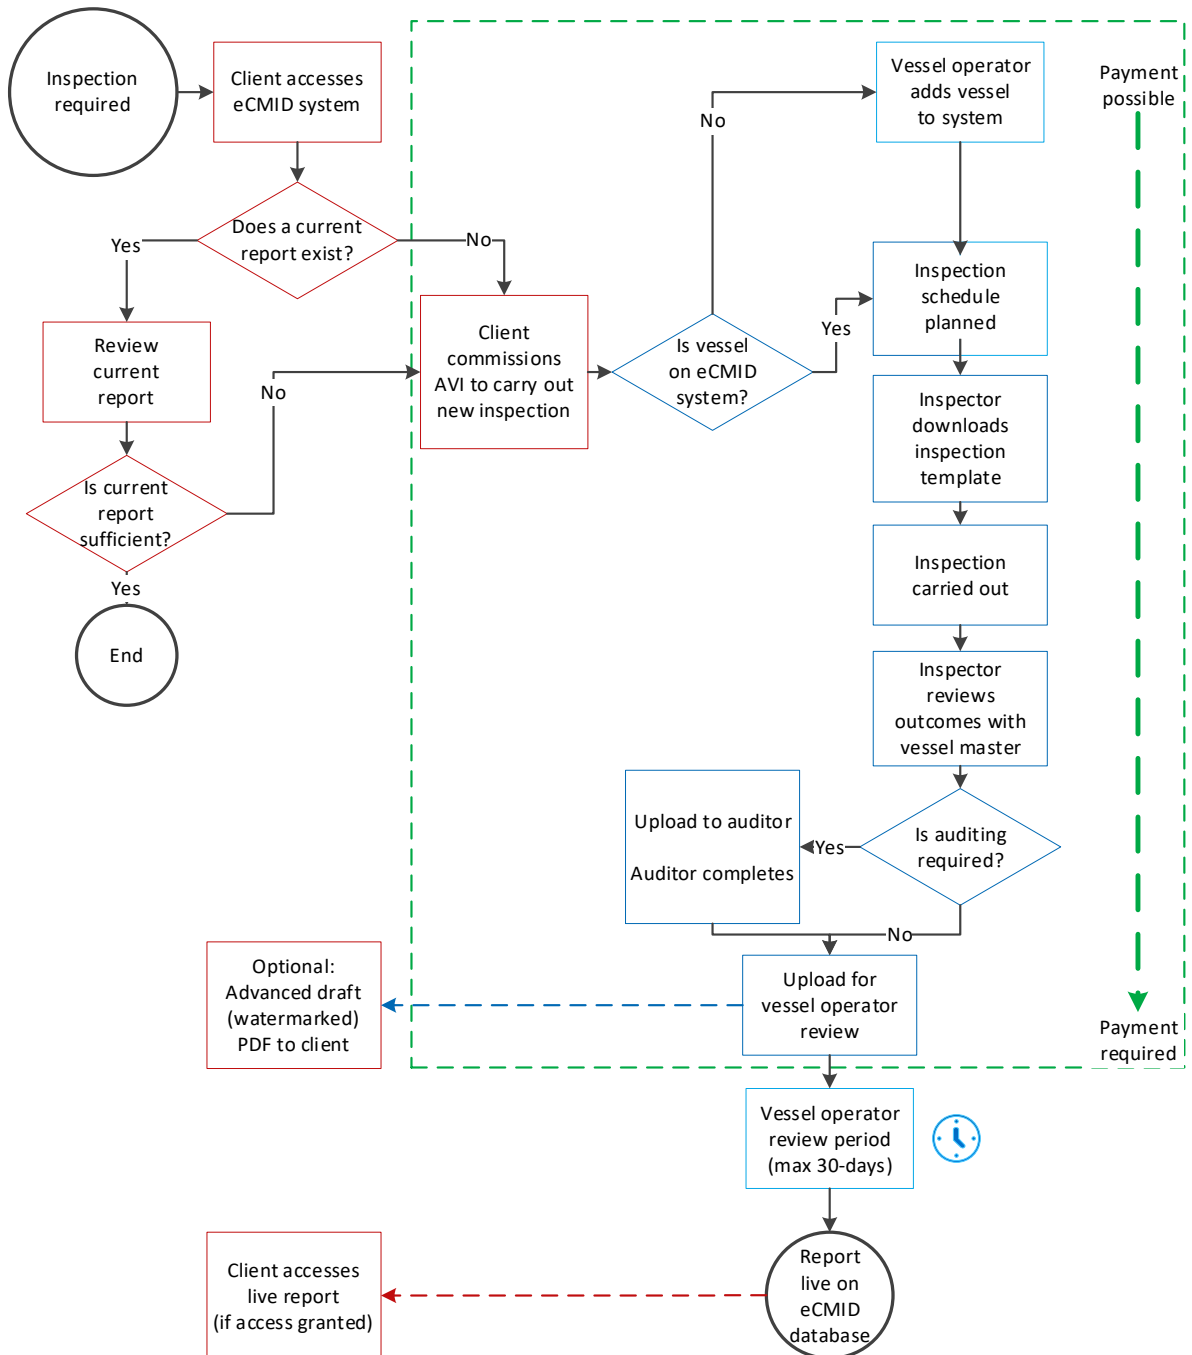 Inspection
required
Client accesses
eCMID system
Vessel operator
adds vessel
to system
Payment
possible
No
Does a current
report exist?
Yes
No
Inspection
schedule
planned
Review
current
report
Client
commissions
AVI to carry out
new inspection
Is vessel
on eCMID
system?
Yes
No
Inspector
downloads
inspection
template
Is current
report
sufficient?
Inspection
carried out
Yes
End
Inspector
reviews
outcomes with
vessel master
Upload to auditor
Auditor completes
Yes
Is auditing
required?
No
Optional:
Advanced draft
(watermarked)
PDF to client
Upload for
vessel operator
review
Payment
required
Vessel operator
review period
(max 30-days)
Client accesses
live report
(if access granted)
Report
live on
eCMID
database